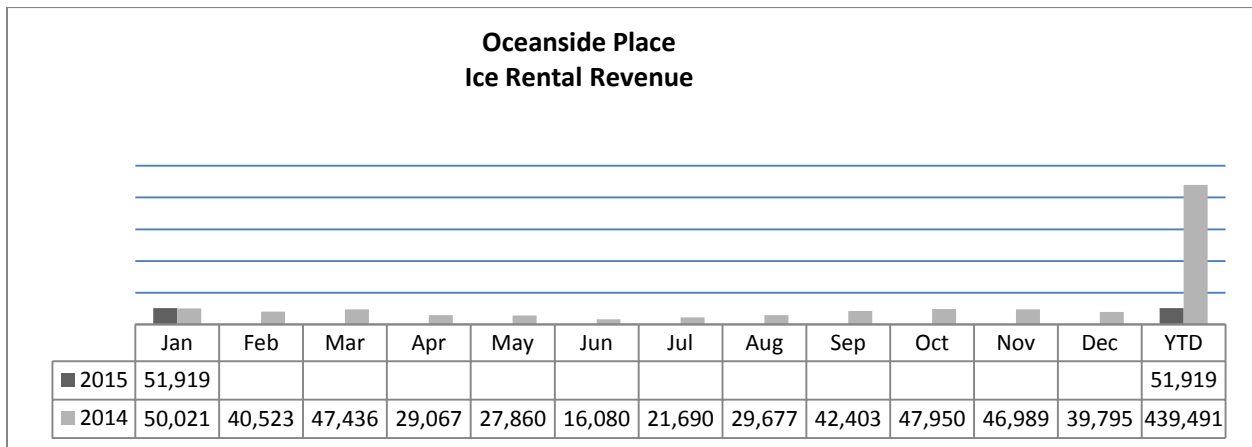 Oceanside Place
Ice Rental Revenue
Jan Feb Mar Apr May Jun Jul Aug Sep Oct Nov Dec YTD
2015 51,919 51,919
2014 50,021 40,523 47,436 29,067 27,860 16,080 21,690 29,677 42,403 47,950 46,989 39,795 439,491